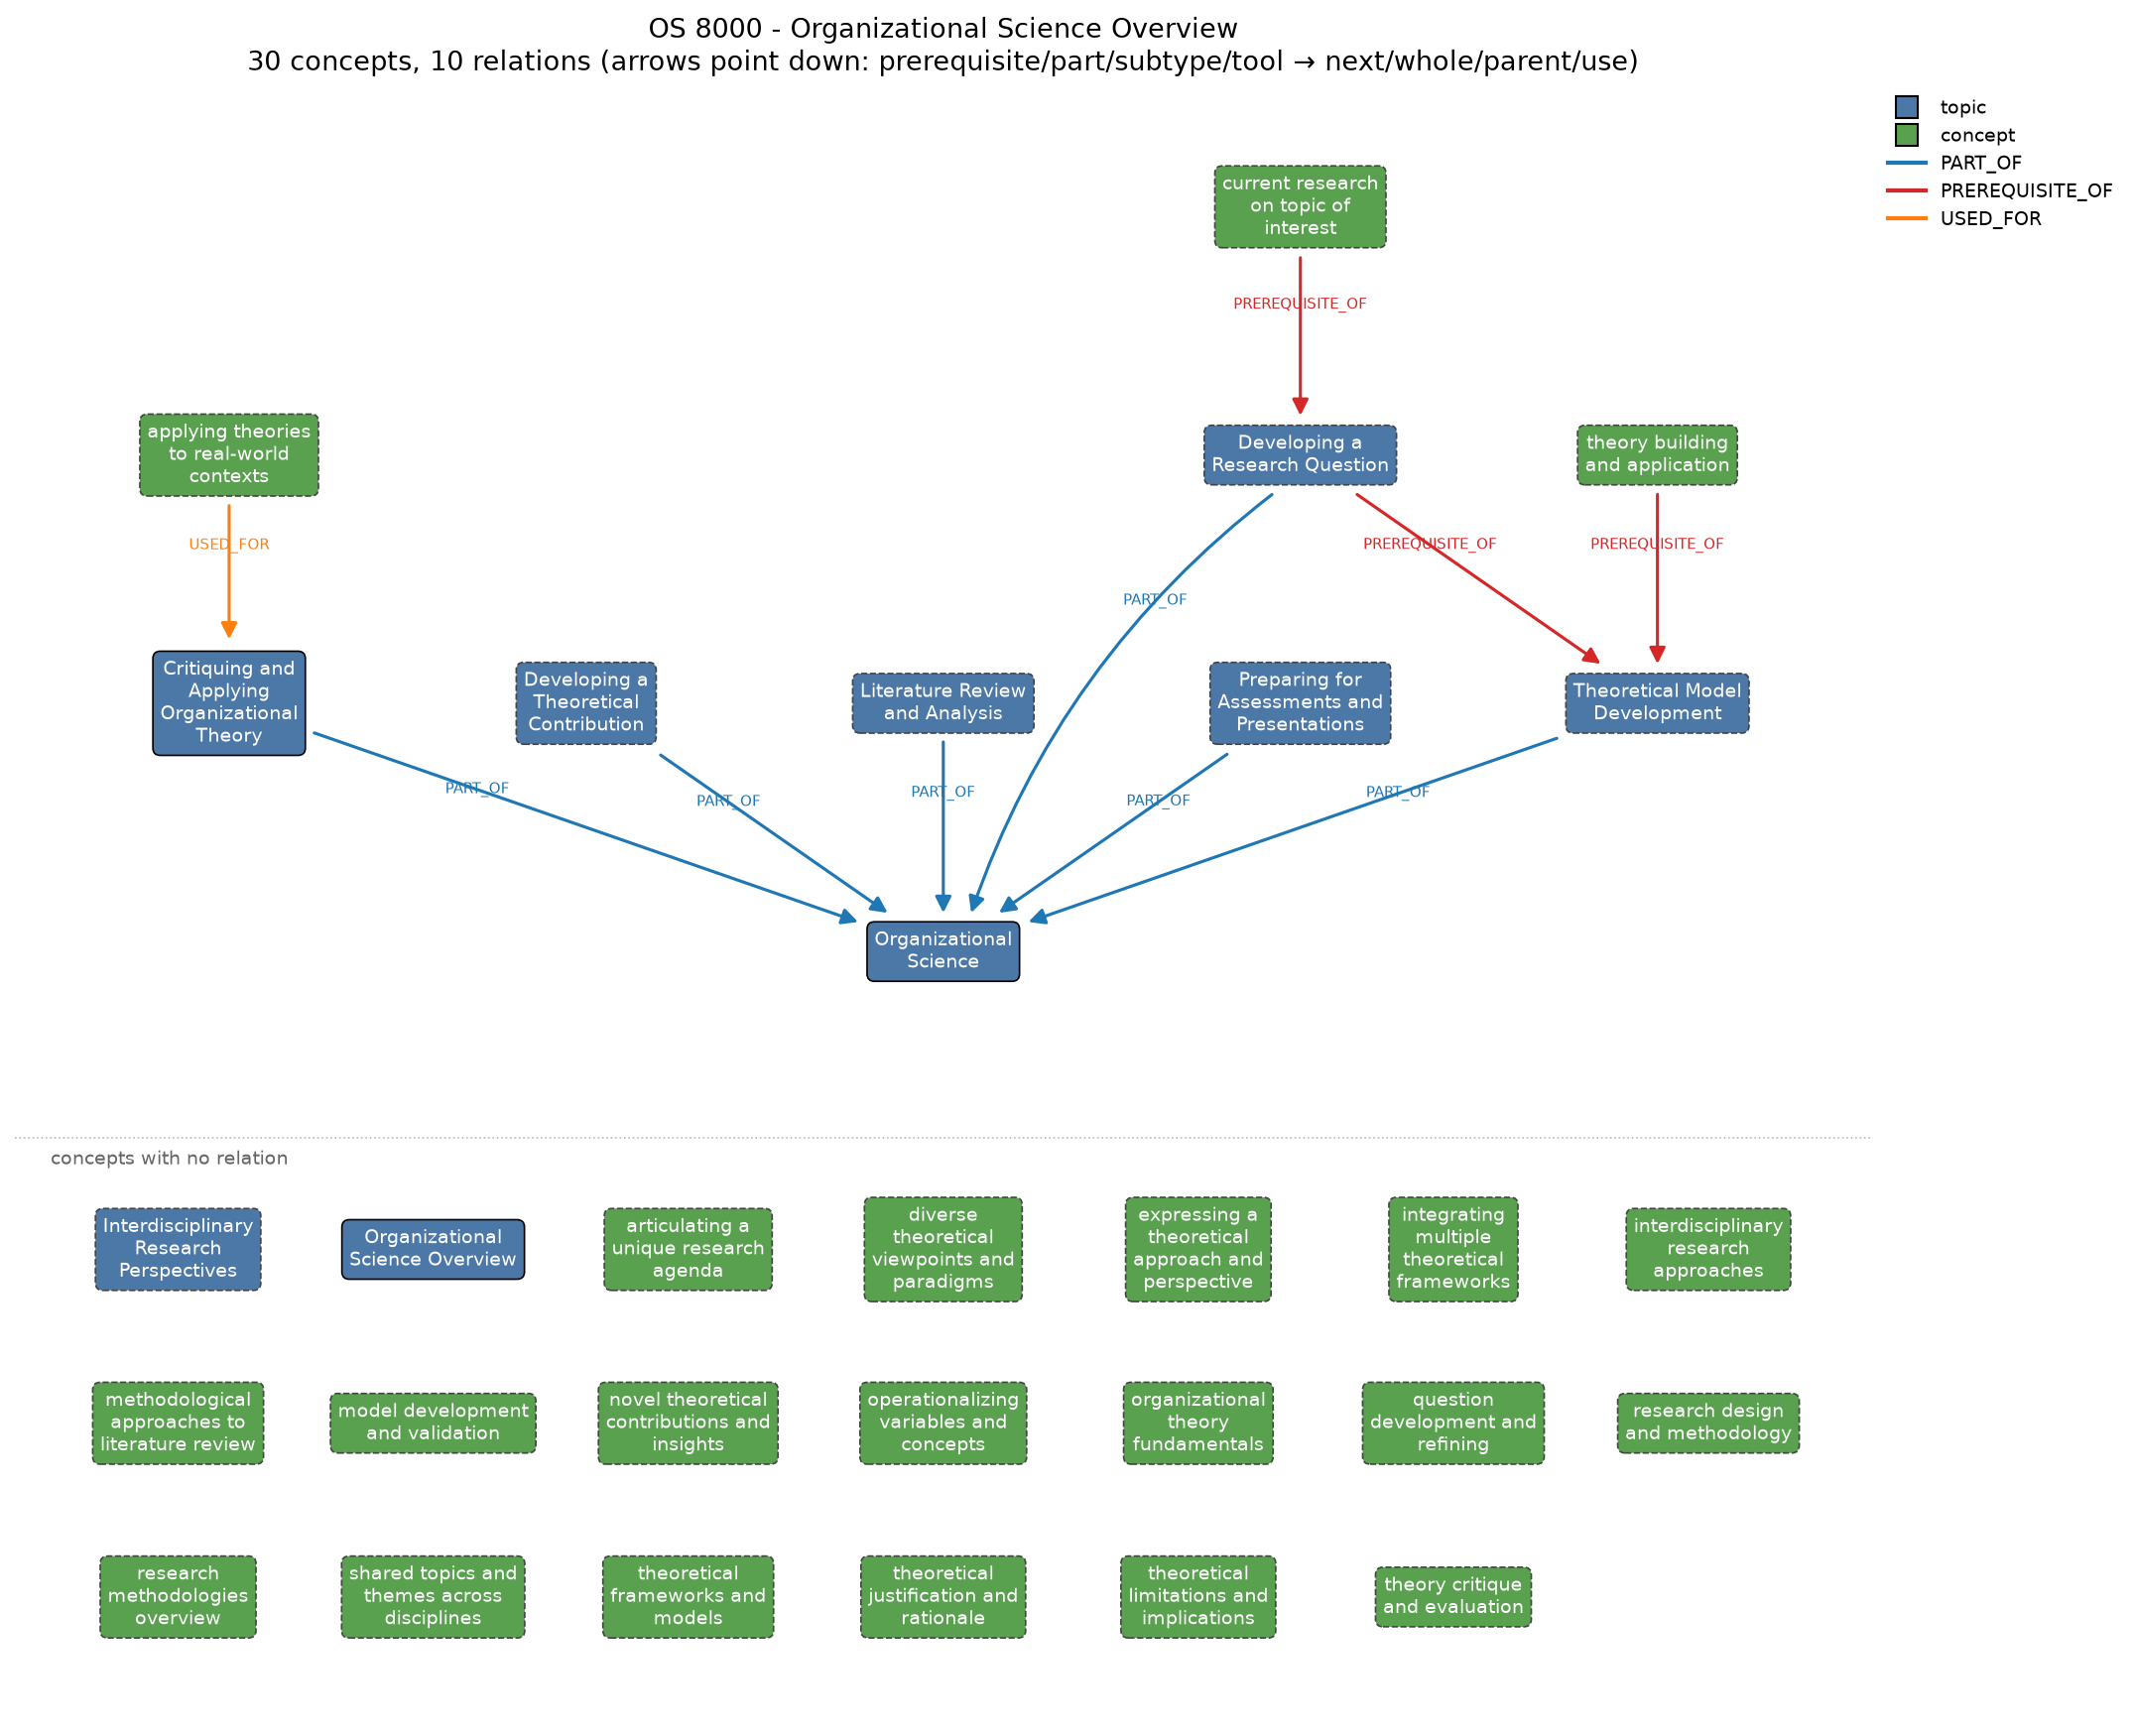 OS 8000 - Organizational Science Overview
30 concepts, 10 relations (arrows point down: prerequisite/part/subtype/tool → next/whole/parent/use)
topic
concept
PART_OF
PREREQUISITE_OF
USED_FOR
current research
on topic of
interest
PREREQUISITE_OF
applying theories
to real-world
contexts
Developing a
Research Question
theory building
and application
USED_FOR
PREREQUISITE_OF
PREREQUISITE_OF
PART_OF
Critiquing and
Applying
Organizational
Theory
Developing a
Theoretical
Contribution
Literature Review
and Analysis
Preparing for
Assessments and
Presentations
Theoretical Model
Development
PART_OF
PART_OF
PART_OF
PART_OF
PART_OF
Organizational
Science
concepts with no relation
Interdisciplinary
Research
Perspectives
Organizational
Science Overview
articulating a
unique research
agenda
diverse
theoretical
viewpoints and
paradigms
expressing a
theoretical
approach and
perspective
integrating
multiple
theoretical
frameworks
interdisciplinary
research
approaches
methodological
approaches to
literature review
model development
and validation
novel theoretical
contributions and
insights
operationalizing
variables and
concepts
organizational
theory
fundamentals
question
development and
refining
research design
and methodology
research
methodologies
overview
shared topics and
themes across
disciplines
theoretical
frameworks and
models
theoretical
justification and
rationale
theoretical
limitations and
implications
theory critique
and evaluation